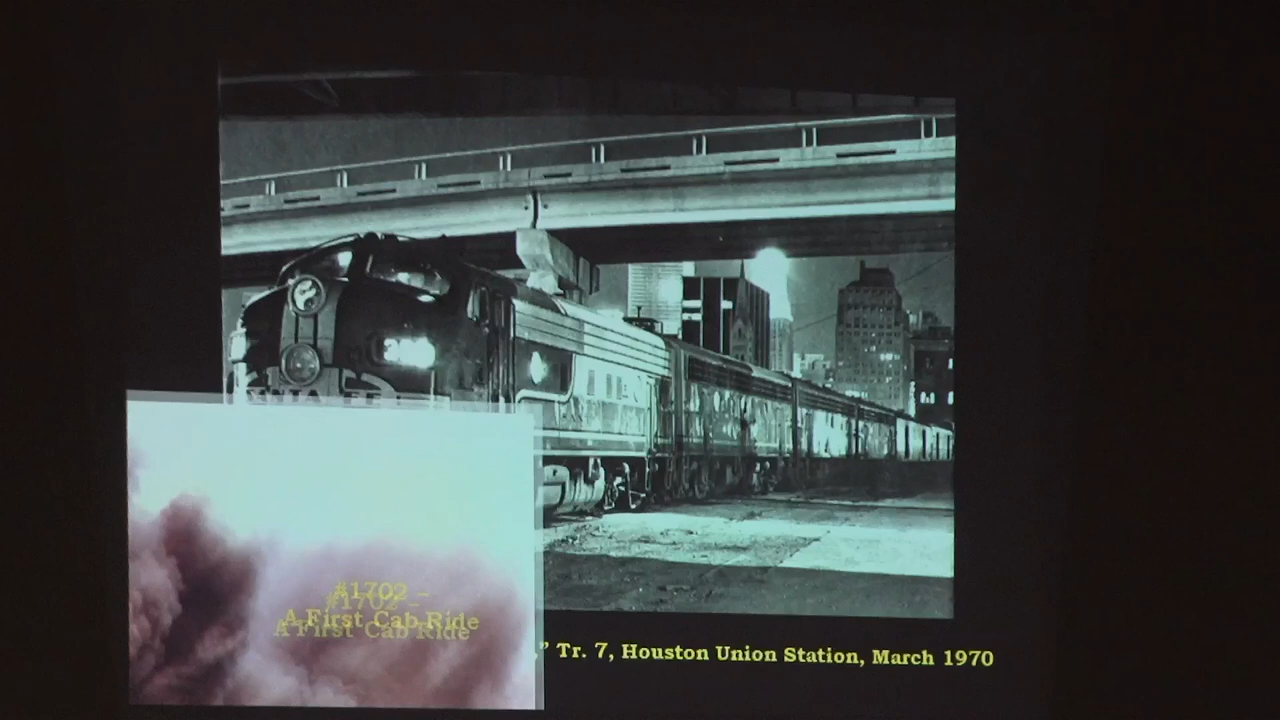 #1702 –
A First Cab Ride
,” Tr. 7, Houston Union Station, March 1970